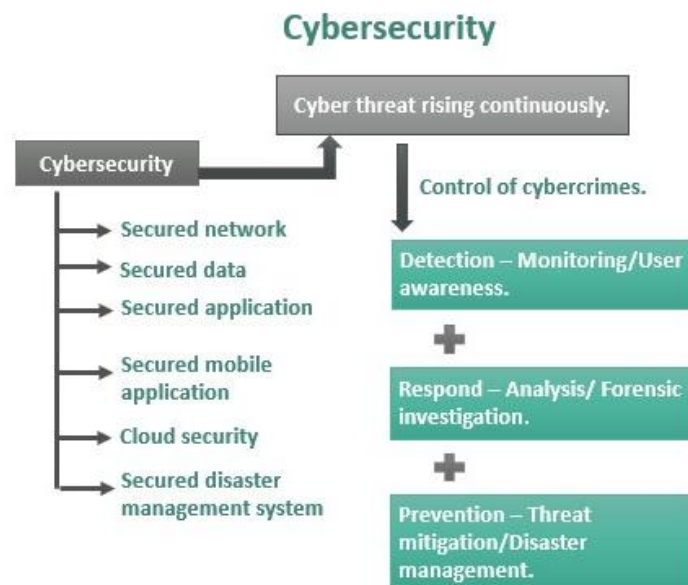 Cybersecurity
Cyber threat rising continuously.
Cybersecurity
Secured network
Secured data
Secured application
Secured mobile
application
Cloud security
Secured disaster
management system
Control of cybercrimes.
Detection – Monitoring/User
awareness.
Respond – Analysis/ Forensic
investigation.
Prevention – Threat
mitigation/Disaster
management.